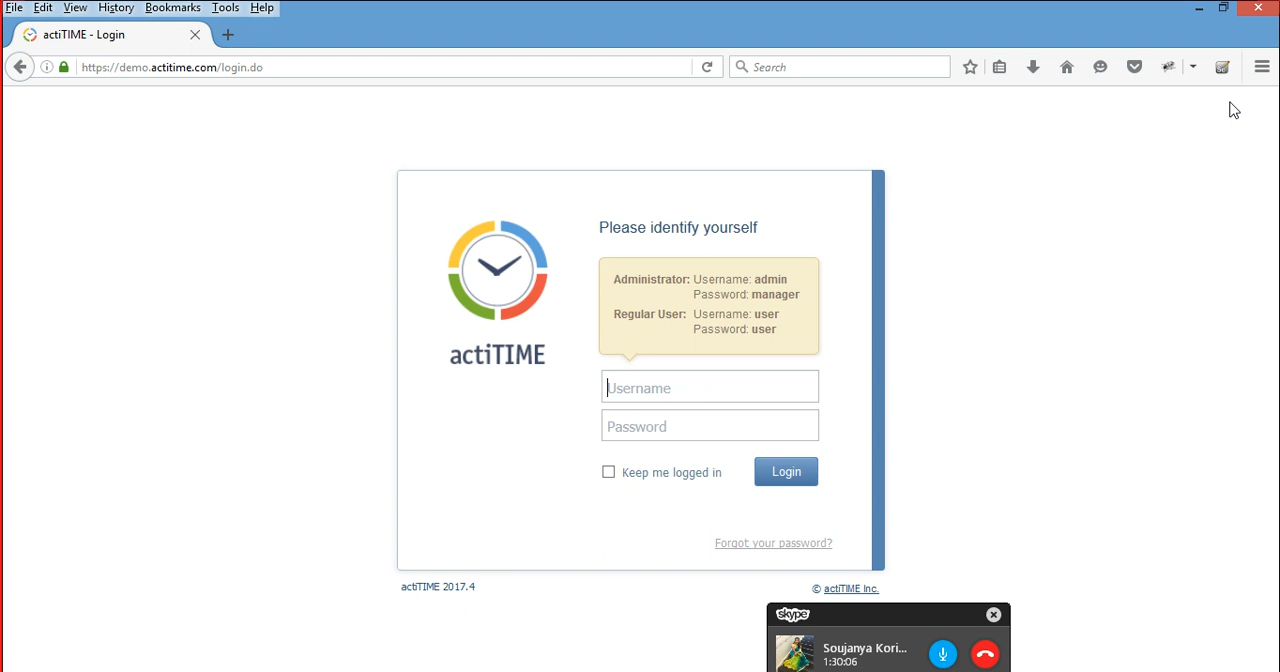 File Edit View History Bookmarks Tools Help
actiTIME - Login
https://demo.actitime.com/login.do
Search
Please identify yourself
Administrator: Username: admin
Password: manager
Regular User: Username: user
Password: user
actiTIME
Username
Password
Keep me logged in
Login
Forgot your password?
actiTIME 2017.4
© actiTIME Inc.
skype
Soujanya Kori...
1:30:06